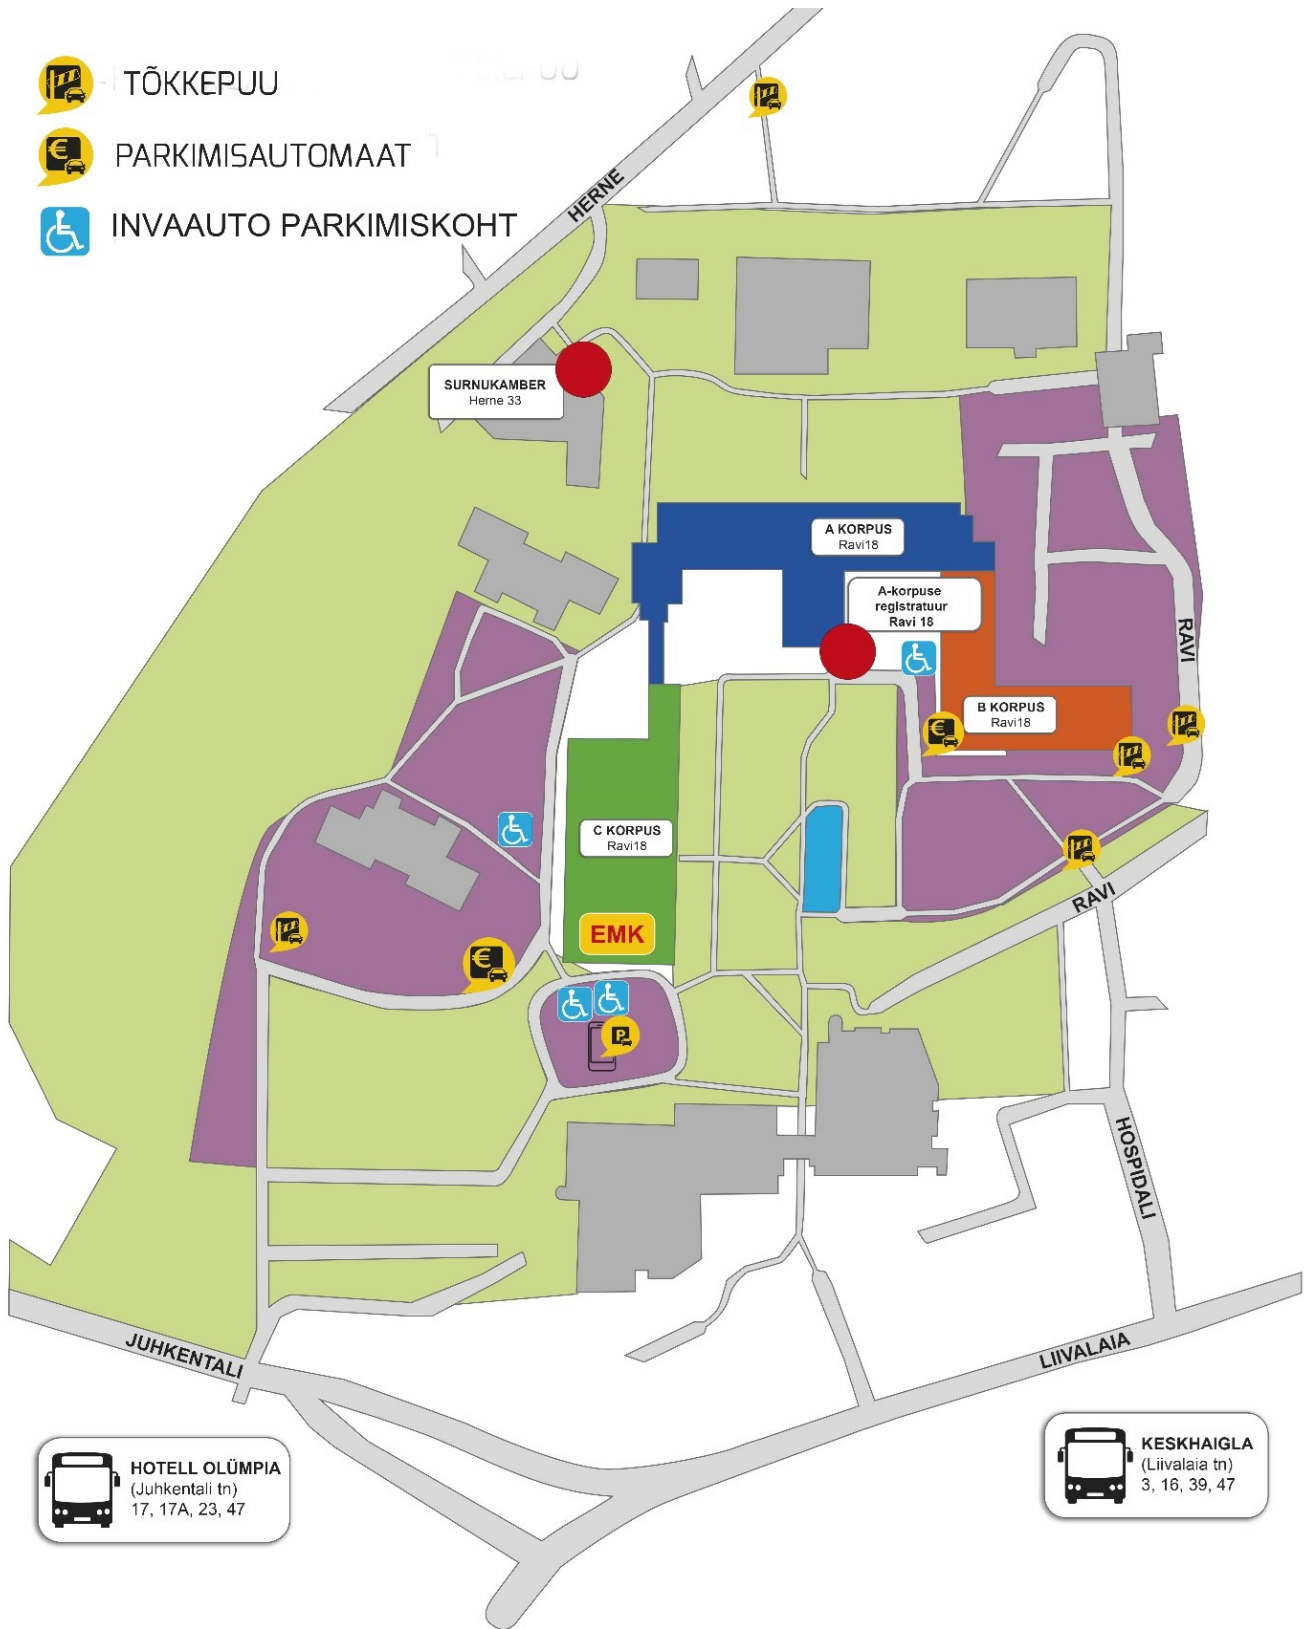 TÕKKEPUU
PARKIMISAUTOMAAT
INVAAUTO PARKIMISKOHT
HERNE
SURNUKAMBER
Herne 33
A KORPUS
Ravi18
A-korpuse
registratuur
Ravi 18
RAVI
B KORPUS
Ravi18
C KORPUS
Ravi18
RAVI
EMK
HOSPIDALI
JUHKENTALI
LIIVALAIA
HOTELL OLÜMPIA
(Juhkentali tn)
17, 17A, 23, 47
KESKHAIGLA
(Liivalaia tn)
3, 16, 39, 47